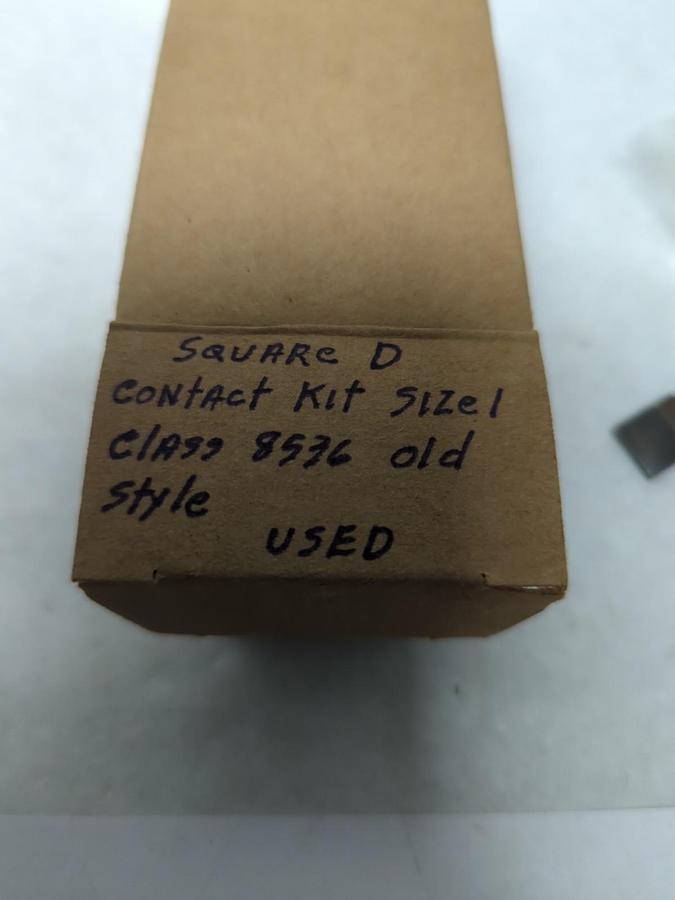 SQUARE D
CONTACT KIT SIZE 1
CLASS 8536 old
style
USED